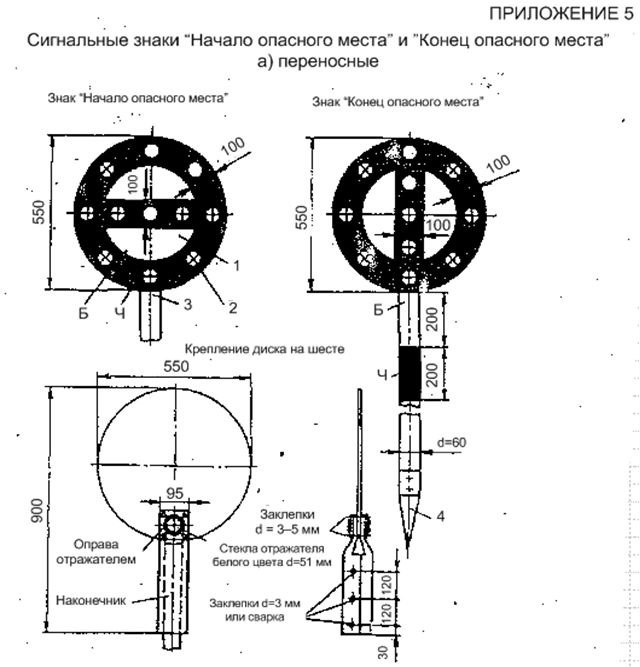 ПРИЛОЖЕНИЕ 5
Сигнальные знаки “Начало опасного места” и ”Конец опасного места”
а) переносные
Знак “Начало опасного места”
Знак “Конец опасного места”
100
100
550
1
2
3
Б
Ч
100
550
100
Б
200
Ч
200
d=60
4
Крепление диска на шесте
550
900
95
Оправа
отражателем
Наконечник
Заклепки
d = 3–5 мм
Стекла отражателя
белого цвета d=51 мм
Заклепки d=3 мм
или сварка
120
120
30